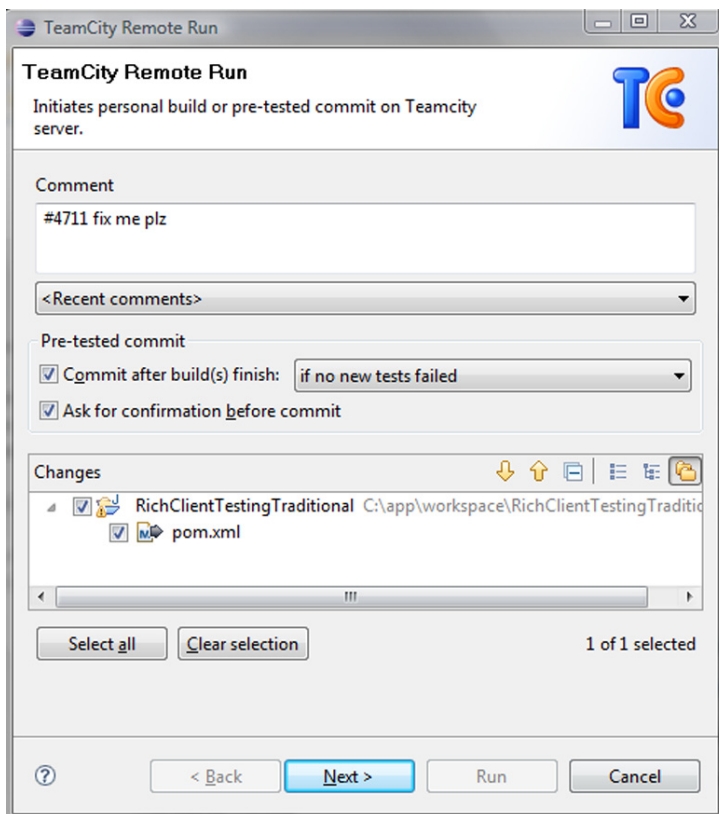 TeamCity Remote Run
TeamCity Remote Run
Initiates personal build or pre-tested commit on Teamcity
server.
TC
Comment
#4711 fix me plz
<Recent comments>
Pre-tested commit
Commit after build(s) finish: if no new tests failed
Ask for confirmation before commit
Changes
RichClientTestingTraditional C:\app\workspace\RichClientTestingTraditic
pom.xml
Select all Clear selection 1 of 1 selected
< Back Next > Run Cancel